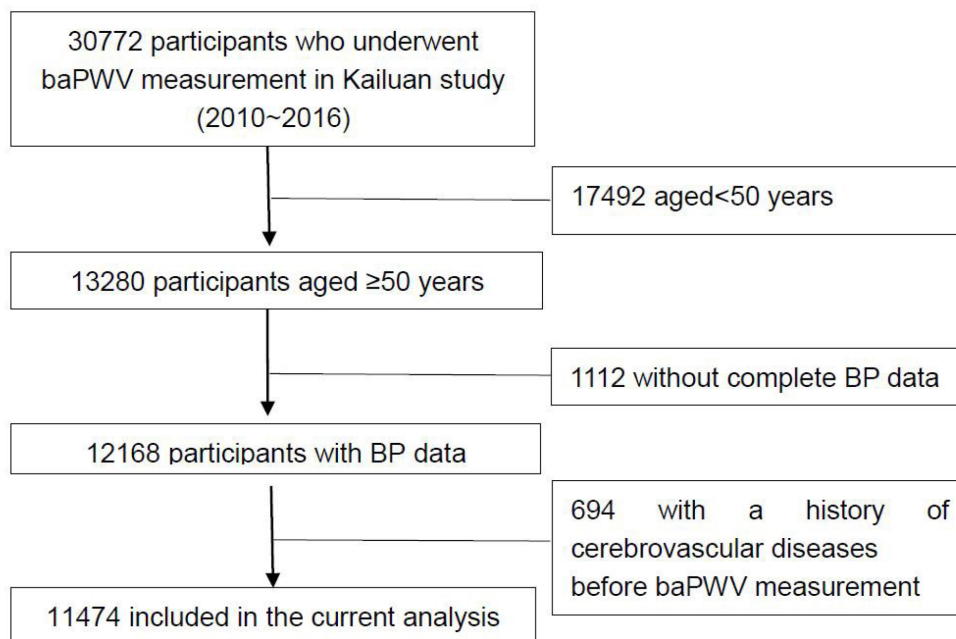 30772 participants who underwent
baPWV measurement in Kailuan study
(2010~2016)
17492 aged<50 years
13280 participants aged ≥50 years
1112 without complete BP data
12168 participants with BP data
694 with a history of
cerebrovascular diseases
before baPWV measurement
11474 included in the current analysis